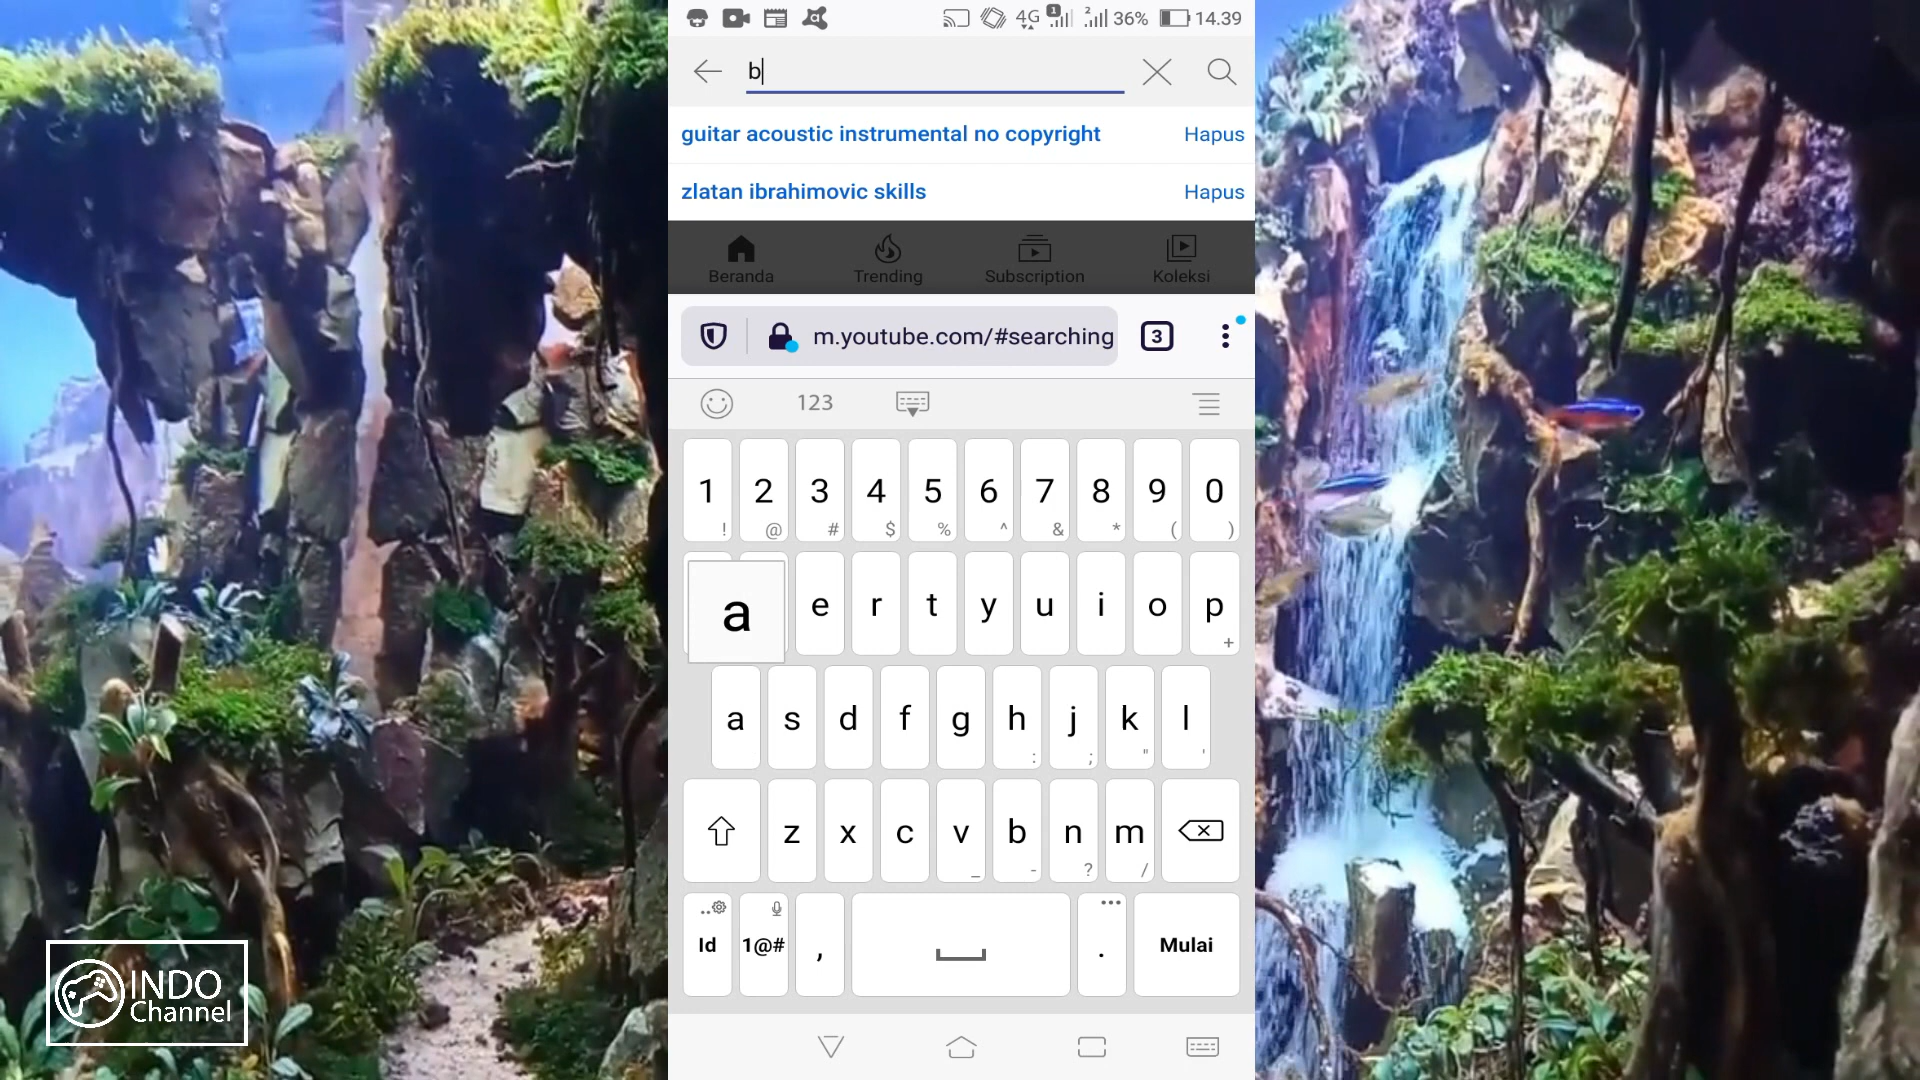 4G 1 2 36% 14.39
b
guitar acoustic instrumental no copyright Hapus
zlatan ibrahimovic skills Hapus
Beranda Trending Subscription Koleksi
m.youtube.com/#searching 3
123
1 2 3 4 5 6 7 8 9 0
! @ # $ % ^ & * ( )
a e r t y u i o p
+
a s d f g h j k l
: ; " '
z x c v b n m
_ - ? /
Id 1@# , . Mulai
INDO
Channel